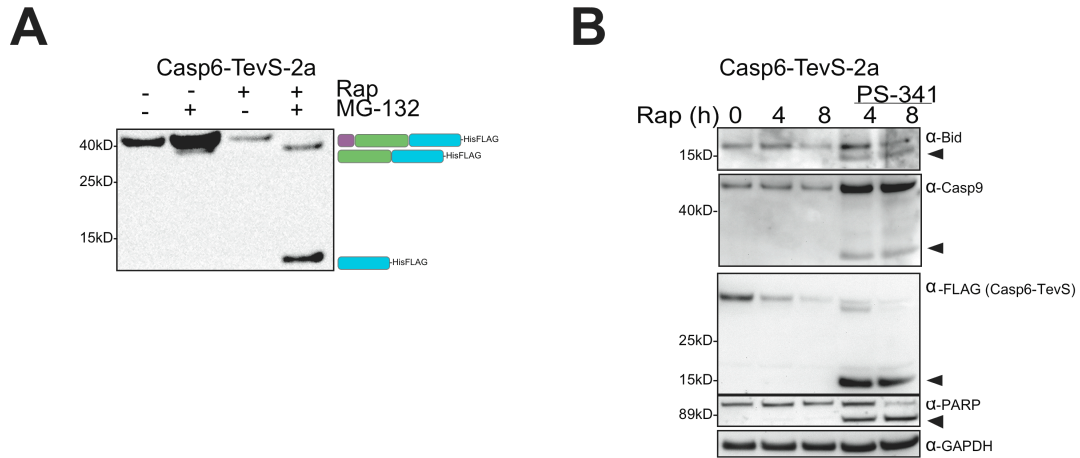 A
Casp6-TevS-2a
- - + + Rap
- + - + MG-132
40kD
25kD
15kD
-HisFLAG
-HisFLAG
-HisFLAG
B
Casp6-TevS-2a
PS-341
Rap (h) 0 4 8 4 8
α-Bid
15kD
α-Casp9
40kD
α-FLAG (Casp6-TevS)
25kD
15kD
α-PARP
89kD
α-GAPDH